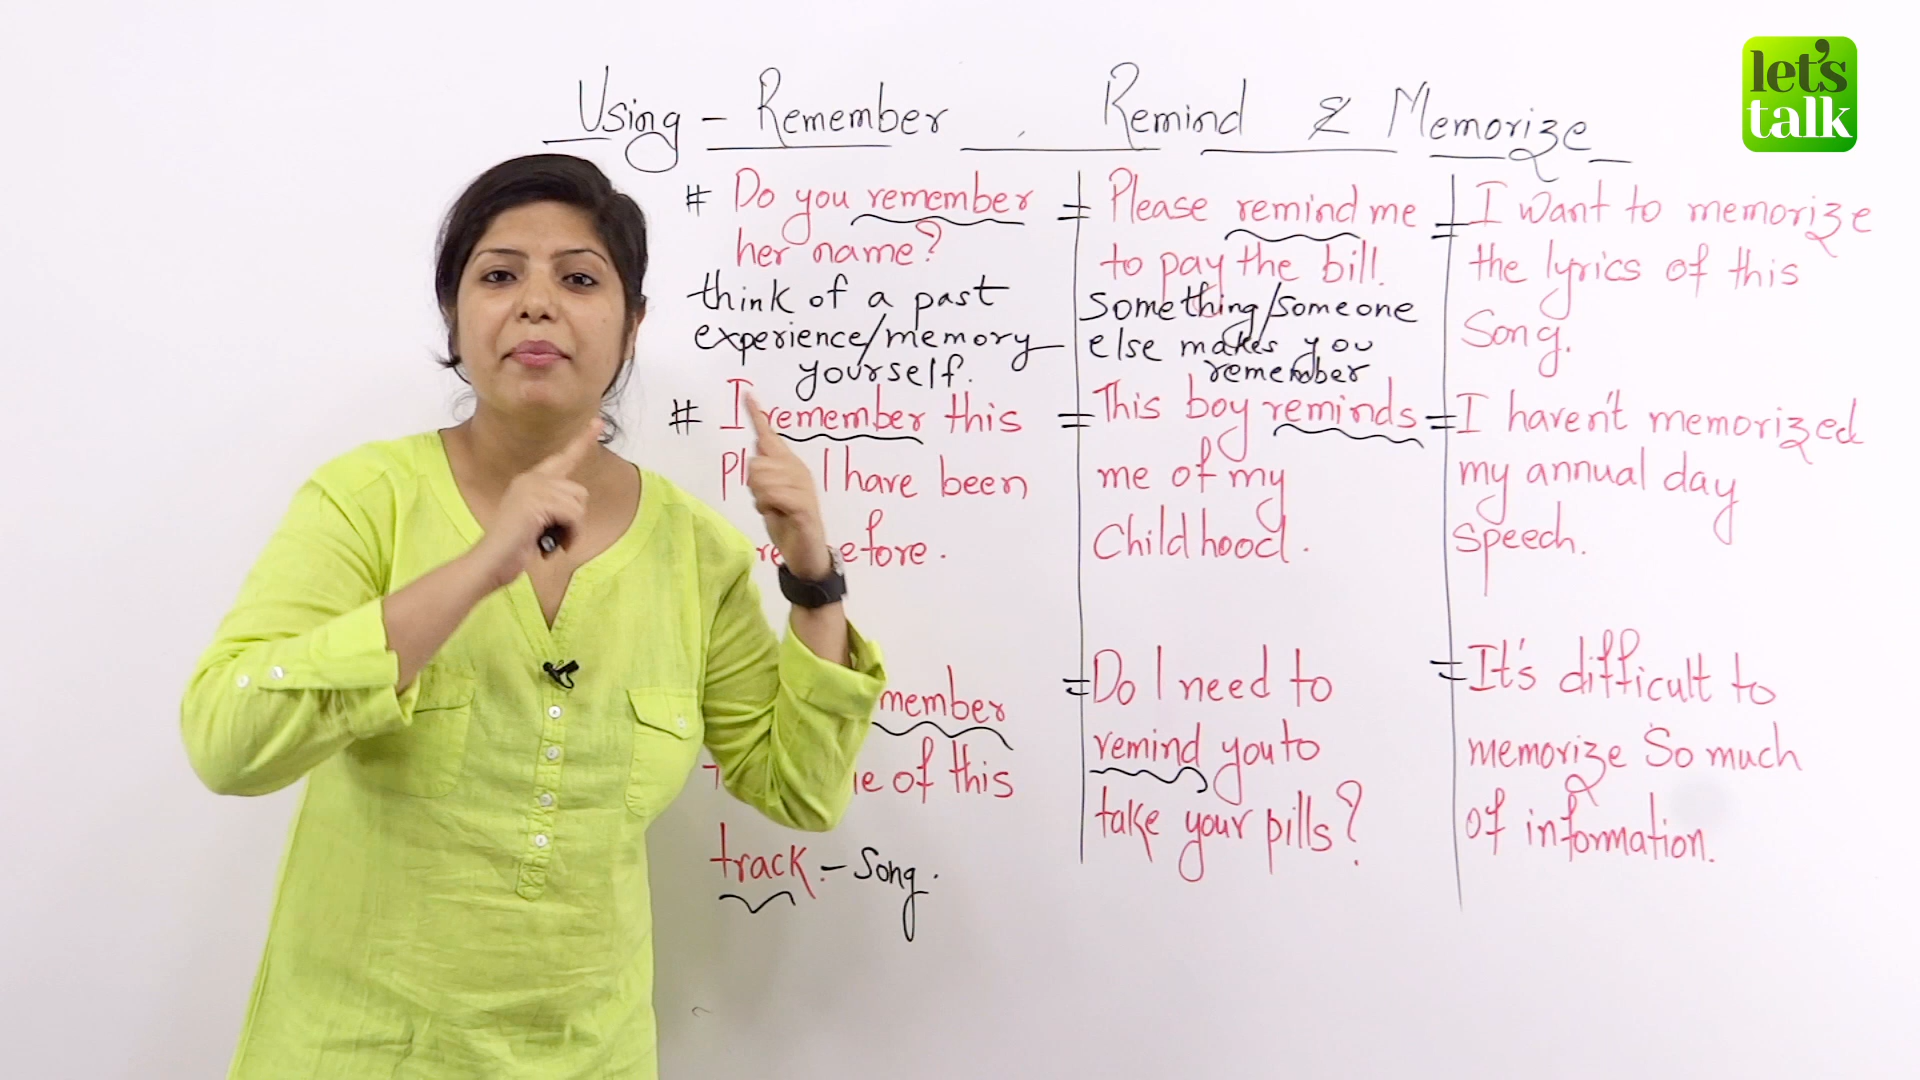 let's
talk
Using - Remember . Remind & Memorize
# Do you remember
her name?
think of a past
experience/memory
yourself.
# I remember this
I have been
efore.
member
of this
track. - Song.
= Please remind me
to pay the bill.
something/someone
else makes you
remember
= This boy reminds
me of my
Childhood.
= Do I need to
remind you to
take your pills?
= I want to memorize
the lyrics of this
Song.
= I haven't memorized
my annual day
speech.
= It's difficult to
memorize So much
of information.